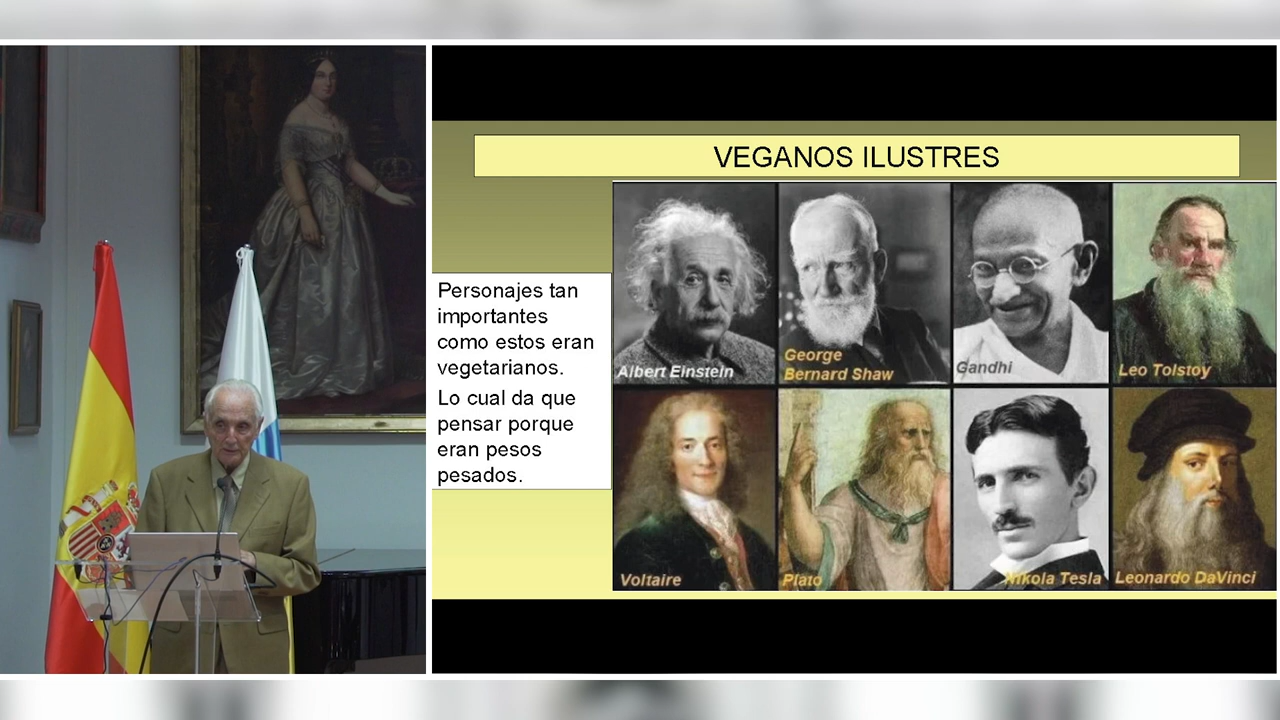 VEGANOS ILUSTRES
Personajes tan
importantes
como estos eran
vegetarianos.
Lo cual da que
pensar porque
eran pesos
pesados.
Albert Einstein
George
Bernard Shaw
Gandhi
Leo Tolstoy
Voltaire
Plato
Nikola Tesla
Leonardo DaVinci